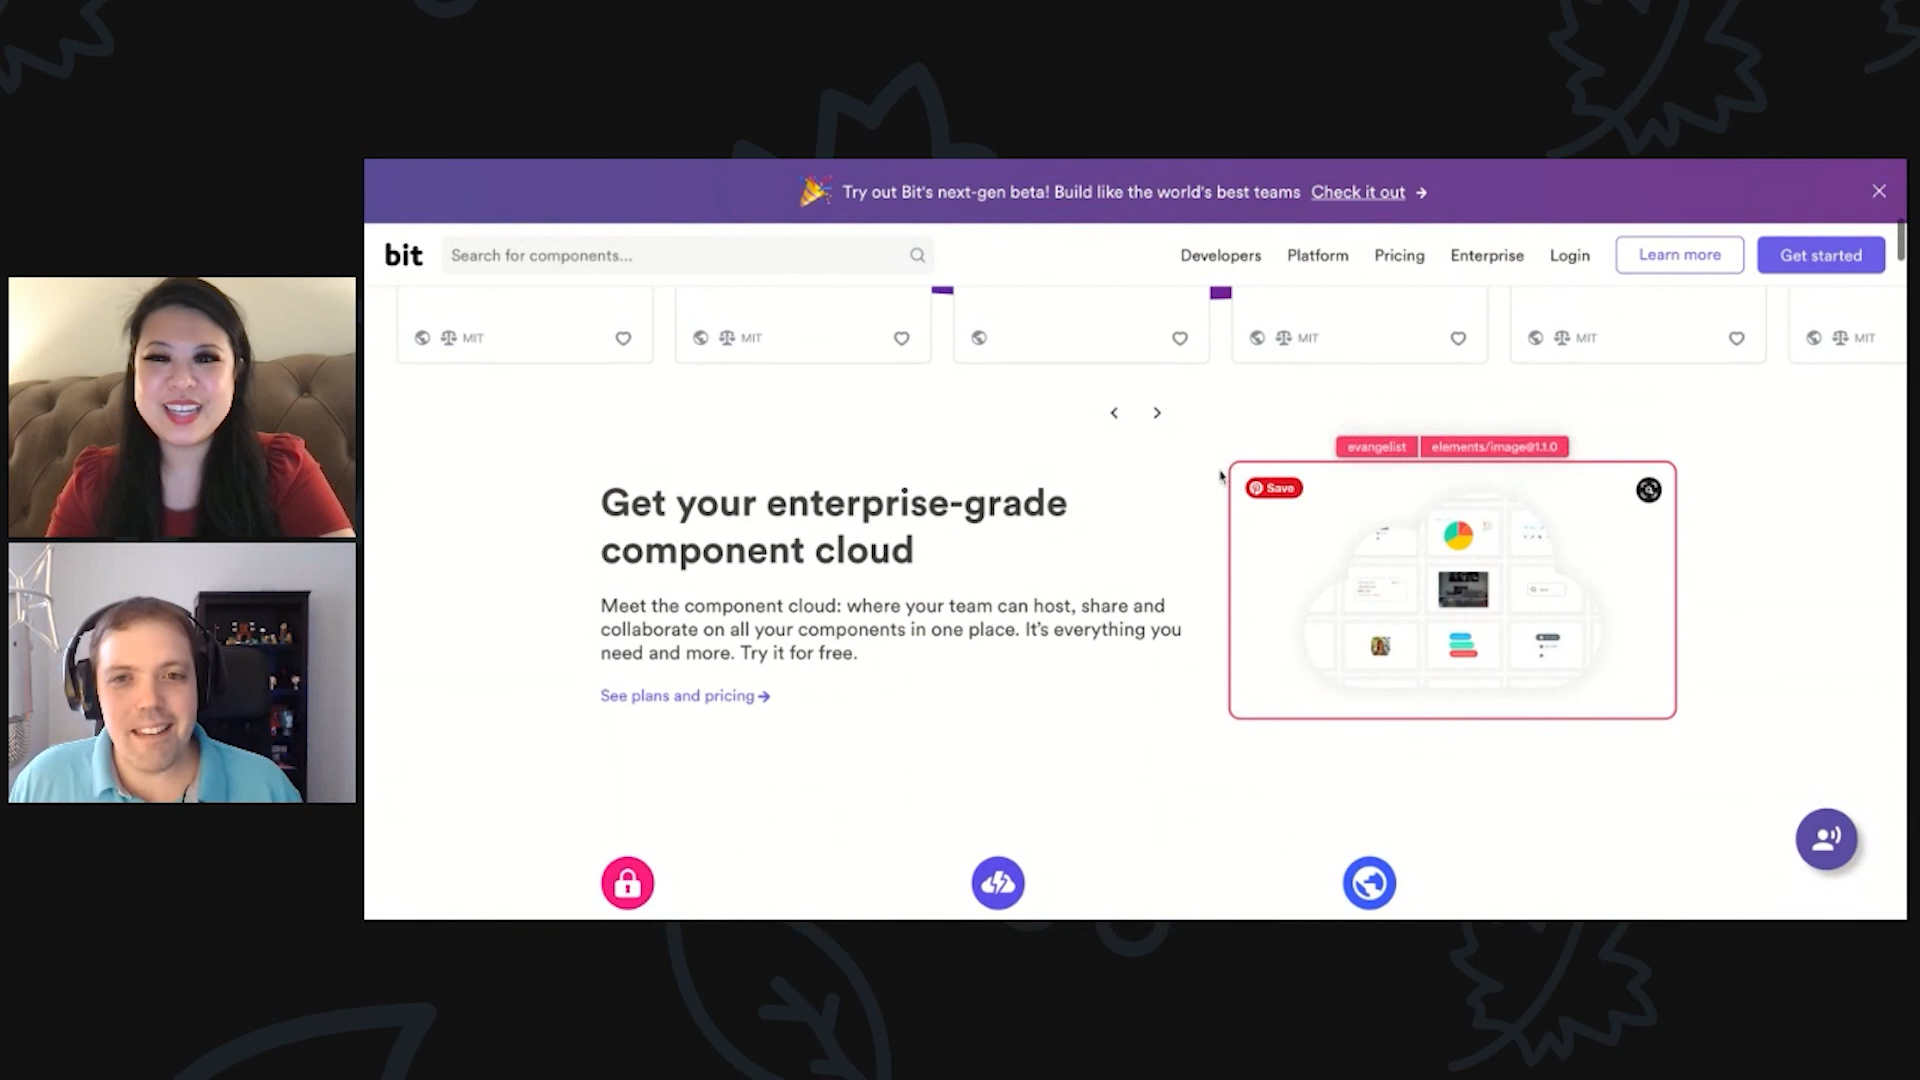 Try out Bit's next-gen beta! Build like the world's best teams Check it out →
bit
Search for components...
Developers Platform Pricing Enterprise Login Learn more Get started
MIT MIT MIT MIT MIT
evangelist elements/image@1.1.0
Save
Get your enterprise-grade
component cloud
Meet the component cloud: where your team can host, share and
collaborate on all your components in one place. It's everything you
need and more. Try it for free.
See plans and pricing →